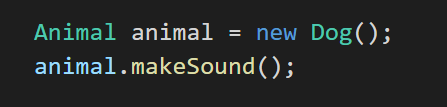 Animal animal = new Dog();
animal.makeSound();